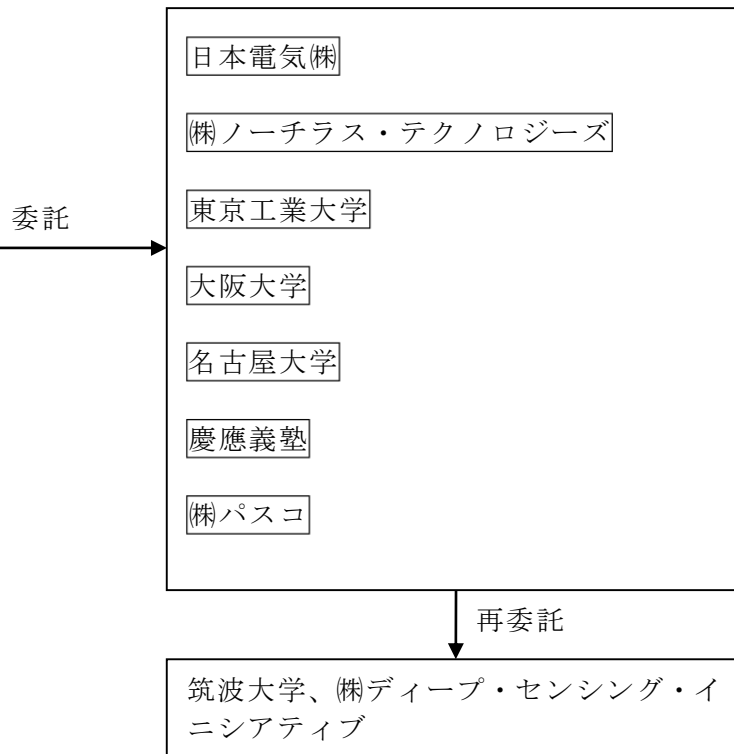 日本電気㈱
㈱ノーチラス・テクノロジーズ
東京工業大学
委託
大阪大学
名古屋大学
慶應義塾
㈱パスコ
再委託
筑波大学、㈱ディープ・センシング・イ
ニシアティブ